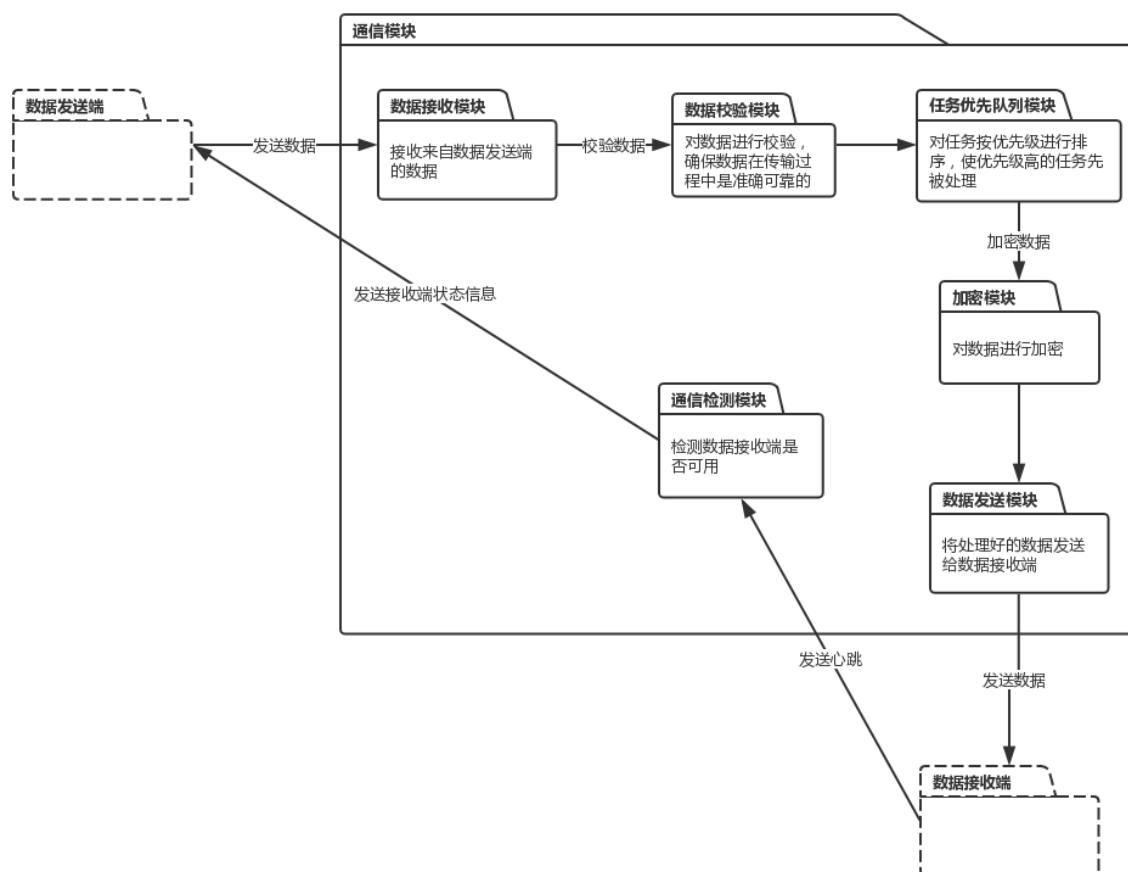 通信模块
数据发送端
发送数据
数据接收模块
接收来自数据发送端
的数据
校验数据
数据校验模块
对数据进行校验，
确保数据在传输过
程中是准确可靠的
任务优先队列模块
对任务按优先级进行排
序，使优先级高的任务先
被处理
加密数据
加密模块
对数据进行加密
发送接收端状态信息
通信检测模块
检测数据接收端是
否可用
数据发送模块
将处理好的数据发送
给数据接收端
发送心跳
发送数据
数据接收端